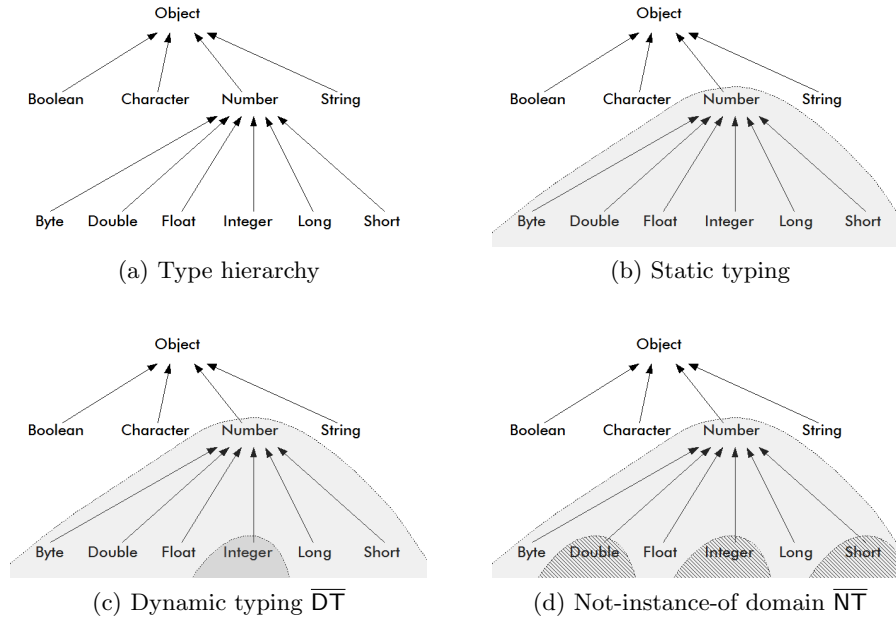 Object
Boolean Character Number String
Byte Double Float Integer Long Short
(a) Type hierarchy
Object
Boolean Character Number String
Byte Double Float Integer Long Short
(b) Static typing
Object
Boolean Character Number String
Byte Double Float Integer Long Short
(c) Dynamic typing D̅T̅
Object
Boolean Character Number String
Byte Double Float Integer Long Short
(d) Not-instance-of domain N̅T̅